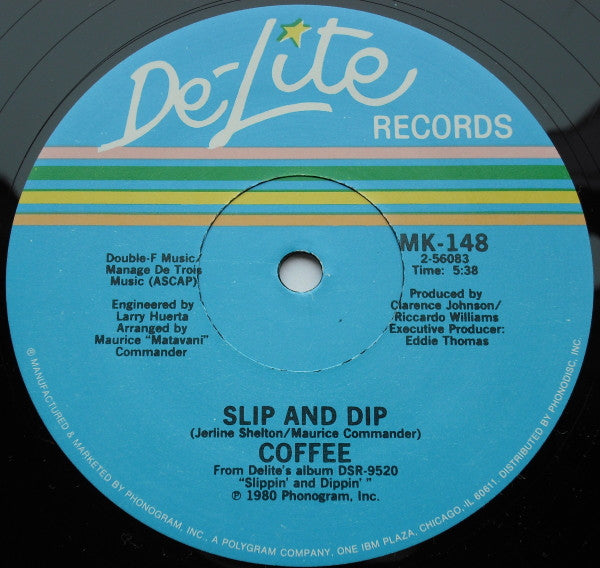 De-Lite
RECORDS
MK-148
2-56083
Time: 5:38
Double-F Music/
Manage De Trois
Music (ASCAP)
Engineered by
Larry Huerta
Arranged by
Maurice "Matavani"
Commander
Produced by
Clarence Johnson/
Riccardo Williams
Executive Producer:
Eddie Thomas
SLIP AND DIP
(Jerline Shelton/Maurice Commander)
COFFEE
From Delite's album DSR-9520
"Slippin' and Dippin' "
℗ 1980 Phonogram, Inc.
® MANUFACTURED & MARKETED BY PHONOGRAM, INC. A POLYGRAM COMPANY, ONE IBM PLAZA, CHICAGO, IL 60611, DISTRIBUTED BY PHONODISC, INC.